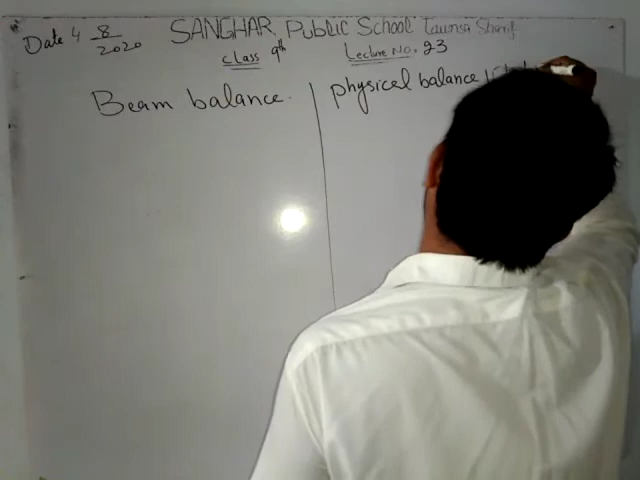 Date 4 8/2020 SANGHAR Public School Taunsa Sharif
Class 9th Lecture No. 23
Beam balance. physical balance